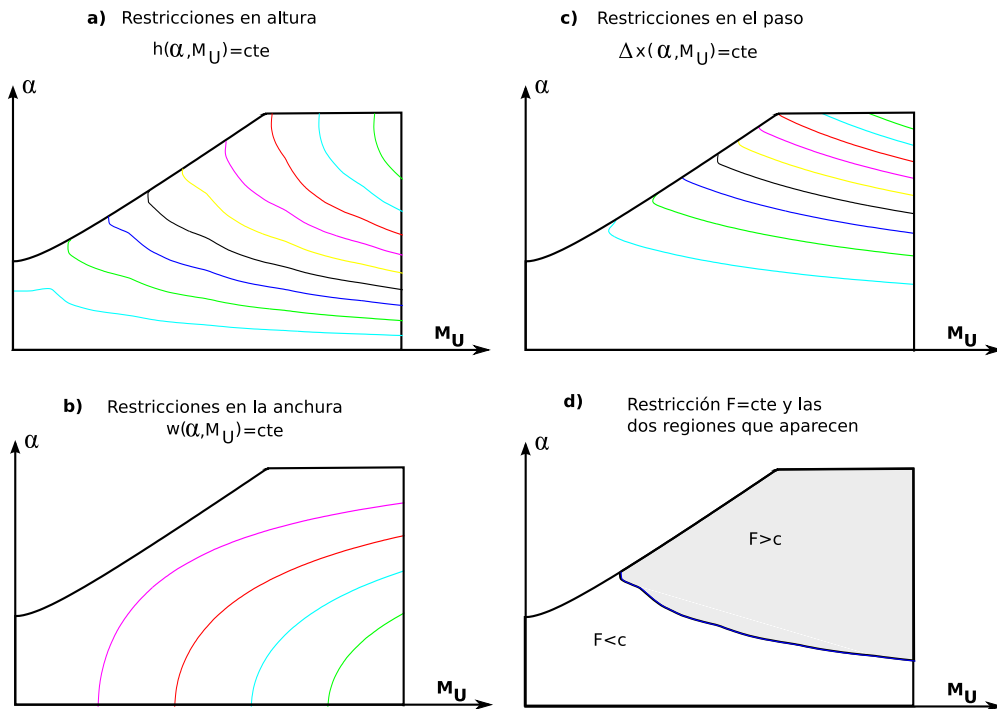 a) Restricciones en altura
h(α,M_U)=cte
α
M_U
b) Restricciones en la anchura
w(α,M_U)=cte
α
M_U
c) Restricciones en el paso
Δx(α,M_U)=cte
α
M_U
d) Restricción F=cte y las
dos regiones que aparecen
α
F>c
F<c
M_U